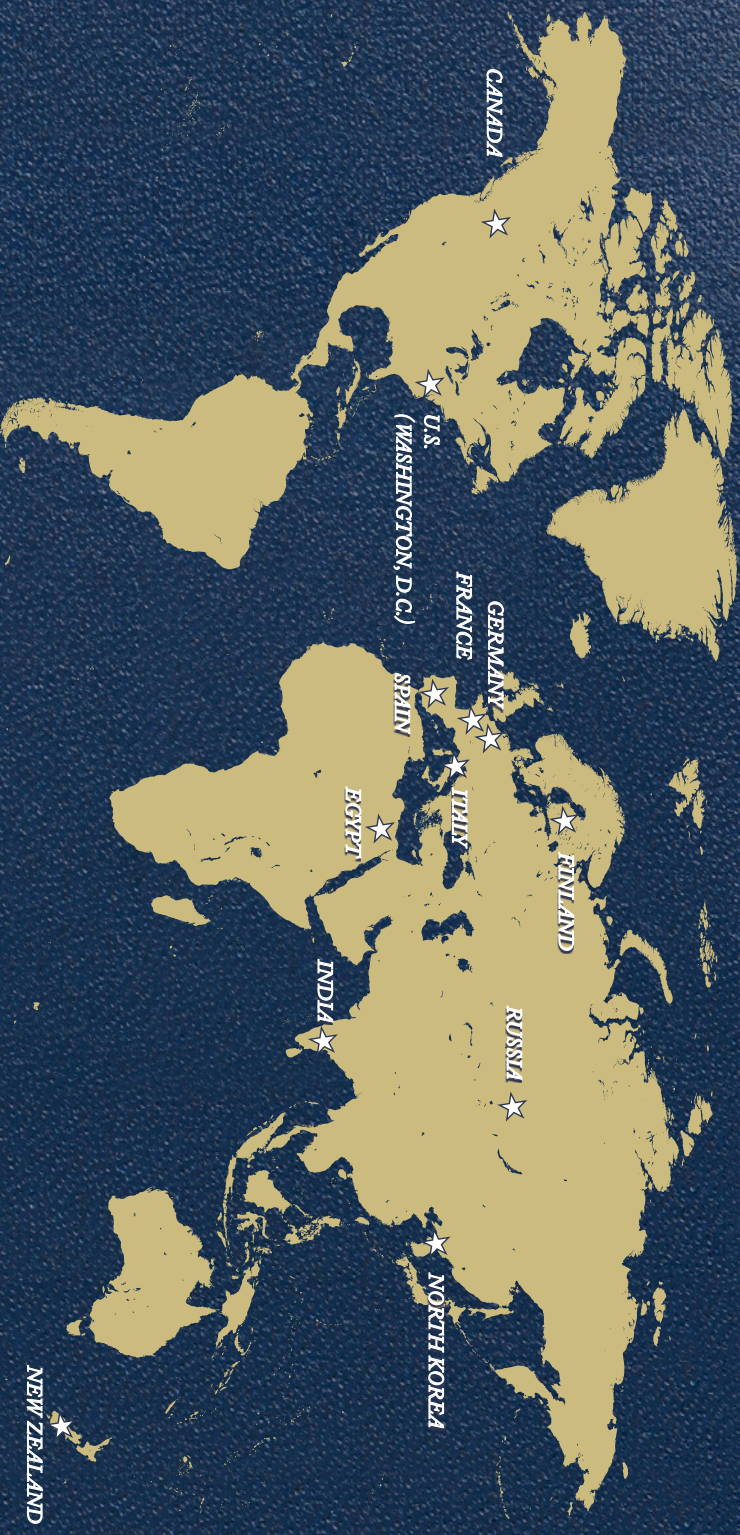 CANADA
U.S.
(WASHINGTON, D.C.)
GERMANY
FRANCE
SPAIN
ITALY
EGYPT
FINLAND
RUSSIA
INDIA
NORTH KOREA
NEW ZEALAND